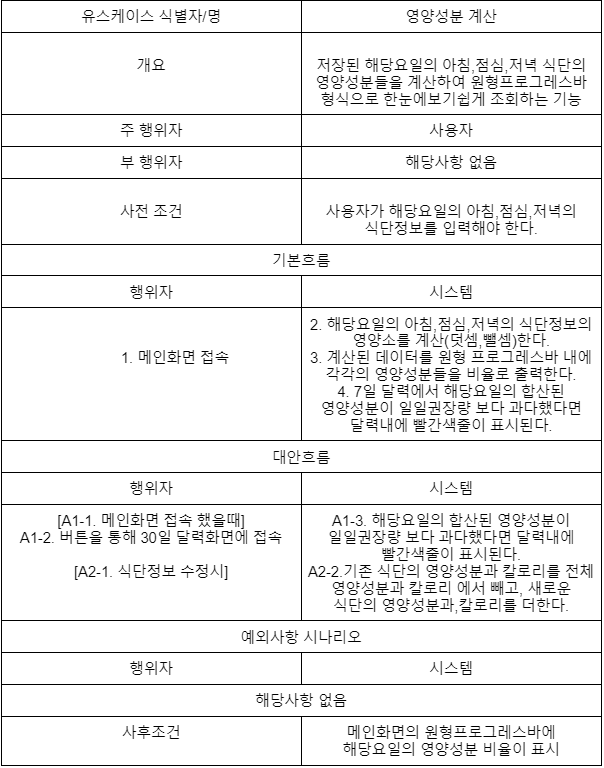 유스케이스 식별자/명
영양성분 계산
개요
저장된 해당요일의 아침,점심,저녁 식단의
영양성분들을 계산하여 원형프로그레스바
형식으로 한눈에보기쉽게 조회하는 기능
주 행위자
사용자
부 행위자
해당사항 없음
사전 조건
사용자가 해당요일의 아침,점심,저녁의
식단정보를 입력해야 한다.
기본흐름
행위자
시스템
1. 메인화면 접속
2. 해당요일의 아침,점심,저녁의 식단정보의
영양소를 계산(덧셈,뺄셈)한다.
3. 계산된 데이터를 원형 프로그레스바 내에
각각의 영양성분들을 비율로 출력한다.
4. 7일 달력에서 해당요일의 합산된
영양성분이 일일권장량 보다 과다했다면
달력내에 빨간색줄이 표시된다.
대안흐름
행위자
시스템
[A1-1. 메인화면 접속 했을때]
A1-2. 버튼을 통해 30일 달력화면에 접속
[A2-1. 식단정보 수정시]
A1-3. 해당요일의 합산된 영양성분이
일일권장량 보다 과다했다면 달력내에
빨간색줄이 표시된다.
A2-2.기존 식단의 영양성분과 칼로리를 전체
영양성분과 칼로리 에서 빼고, 새로운
식단의 영양성분과,칼로리를 더한다.
예외사항 시나리오
행위자
시스템
해당사항 없음
사후조건
메인화면의 원형프로그레스바에
해당요일의 영양성분 비율이 표시